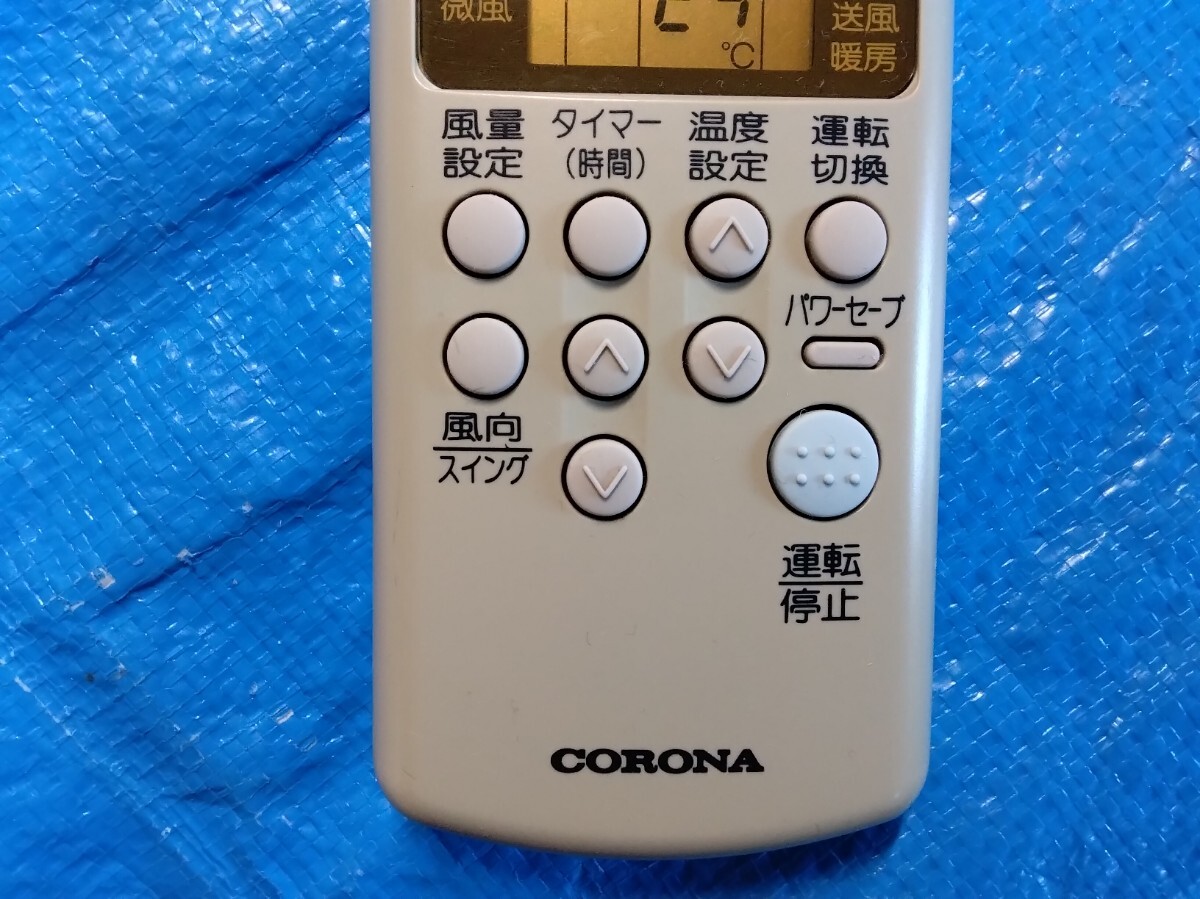 微風
℃
送風
暖房
風量
設定
タイマー
(時間)
温度
設定
運転
切換
パワーセーブ
風向
スイング
運転
停止
CORONA